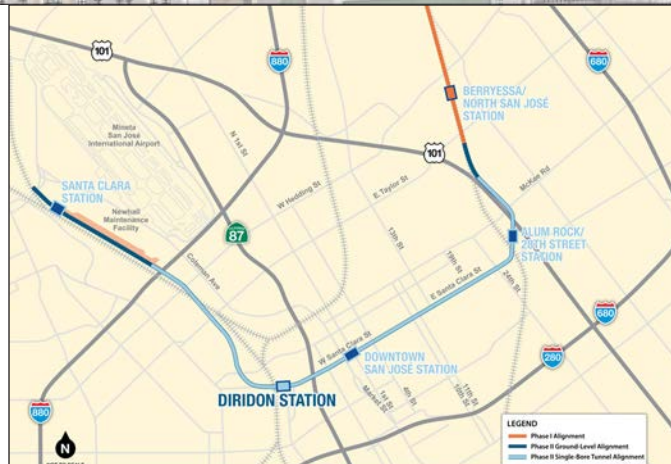 101
880
680
BERRYESSA/
NORTH SAN JOSÉ
STATION
Mineta
San José
International Airport
N 1st St
101
McKee Rd
E Taylor St
W Hedding St
SANTA CLARA
STATION
Newhall
Maintenance
Facility
87
13th St
19th St
24th St
ALUM ROCK/
28TH STREET
STATION
Coleman Ave
E Santa Clara St
W Santa Clara St
680
280
DOWNTOWN
SAN JOSÉ STATION
DIRIDON STATION
Market St
1st St
4th St
10th St
11th St
880
N
LEGEND
Phase I Alignment
Phase II Ground-Level Alignment
Phase II Single-Bore Tunnel Alignment